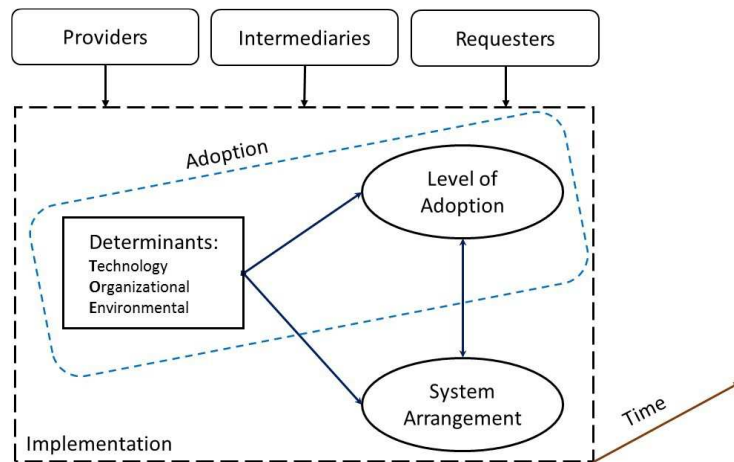 Providers
Intermediaries
Requesters
Adoption
Level of
Adoption
Determinants:
Technology
Organizational
Environmental
System
Arrangement
Time
Implementation